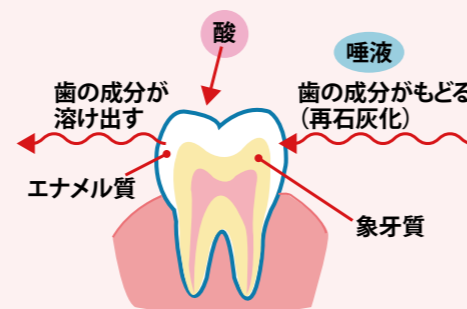 酸
唾液
歯の成分が
溶け出す
歯の成分がもどる
（再石灰化）
エナメル質
象牙質